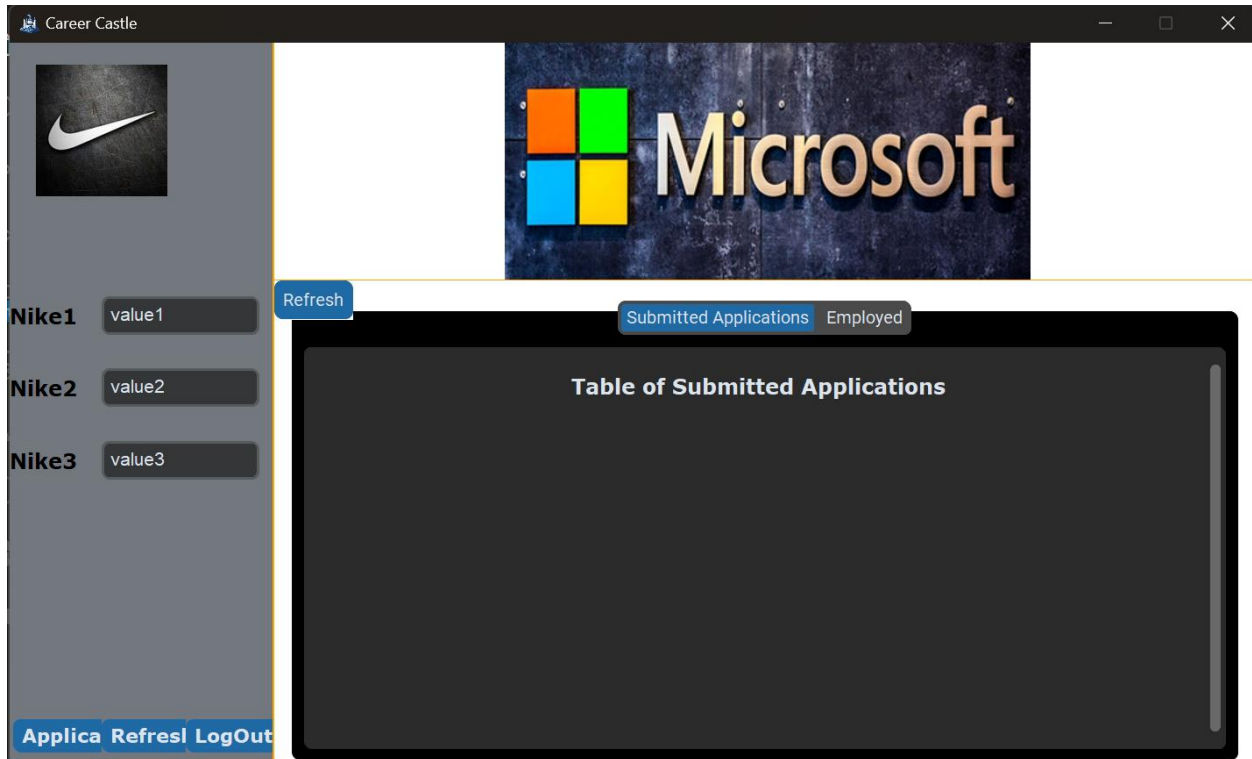 Career Castle
Microsoft
Nike1 value1
Nike2 value2
Nike3 value3
Applica Refresl LogOut
Refresh
Submitted Applications Employed
Table of Submitted Applications